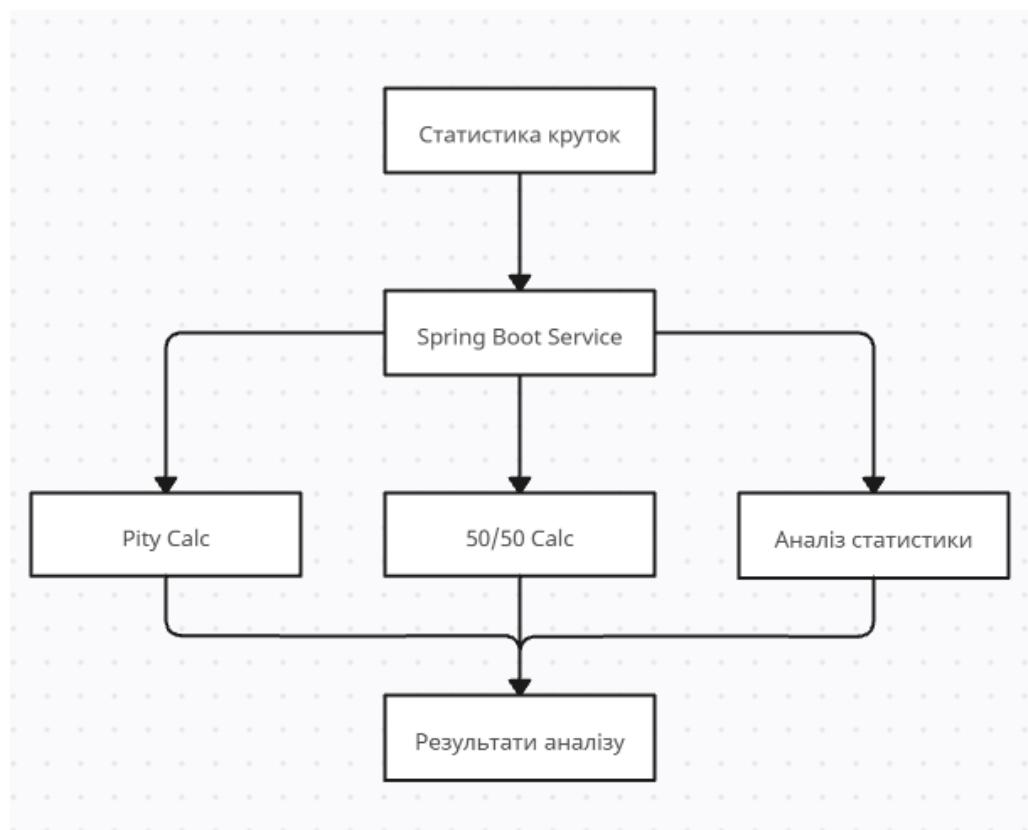 Статистика круток
Spring Boot Service
Pity Calc
50/50 Calc
Аналіз статистики
Результати аналізу